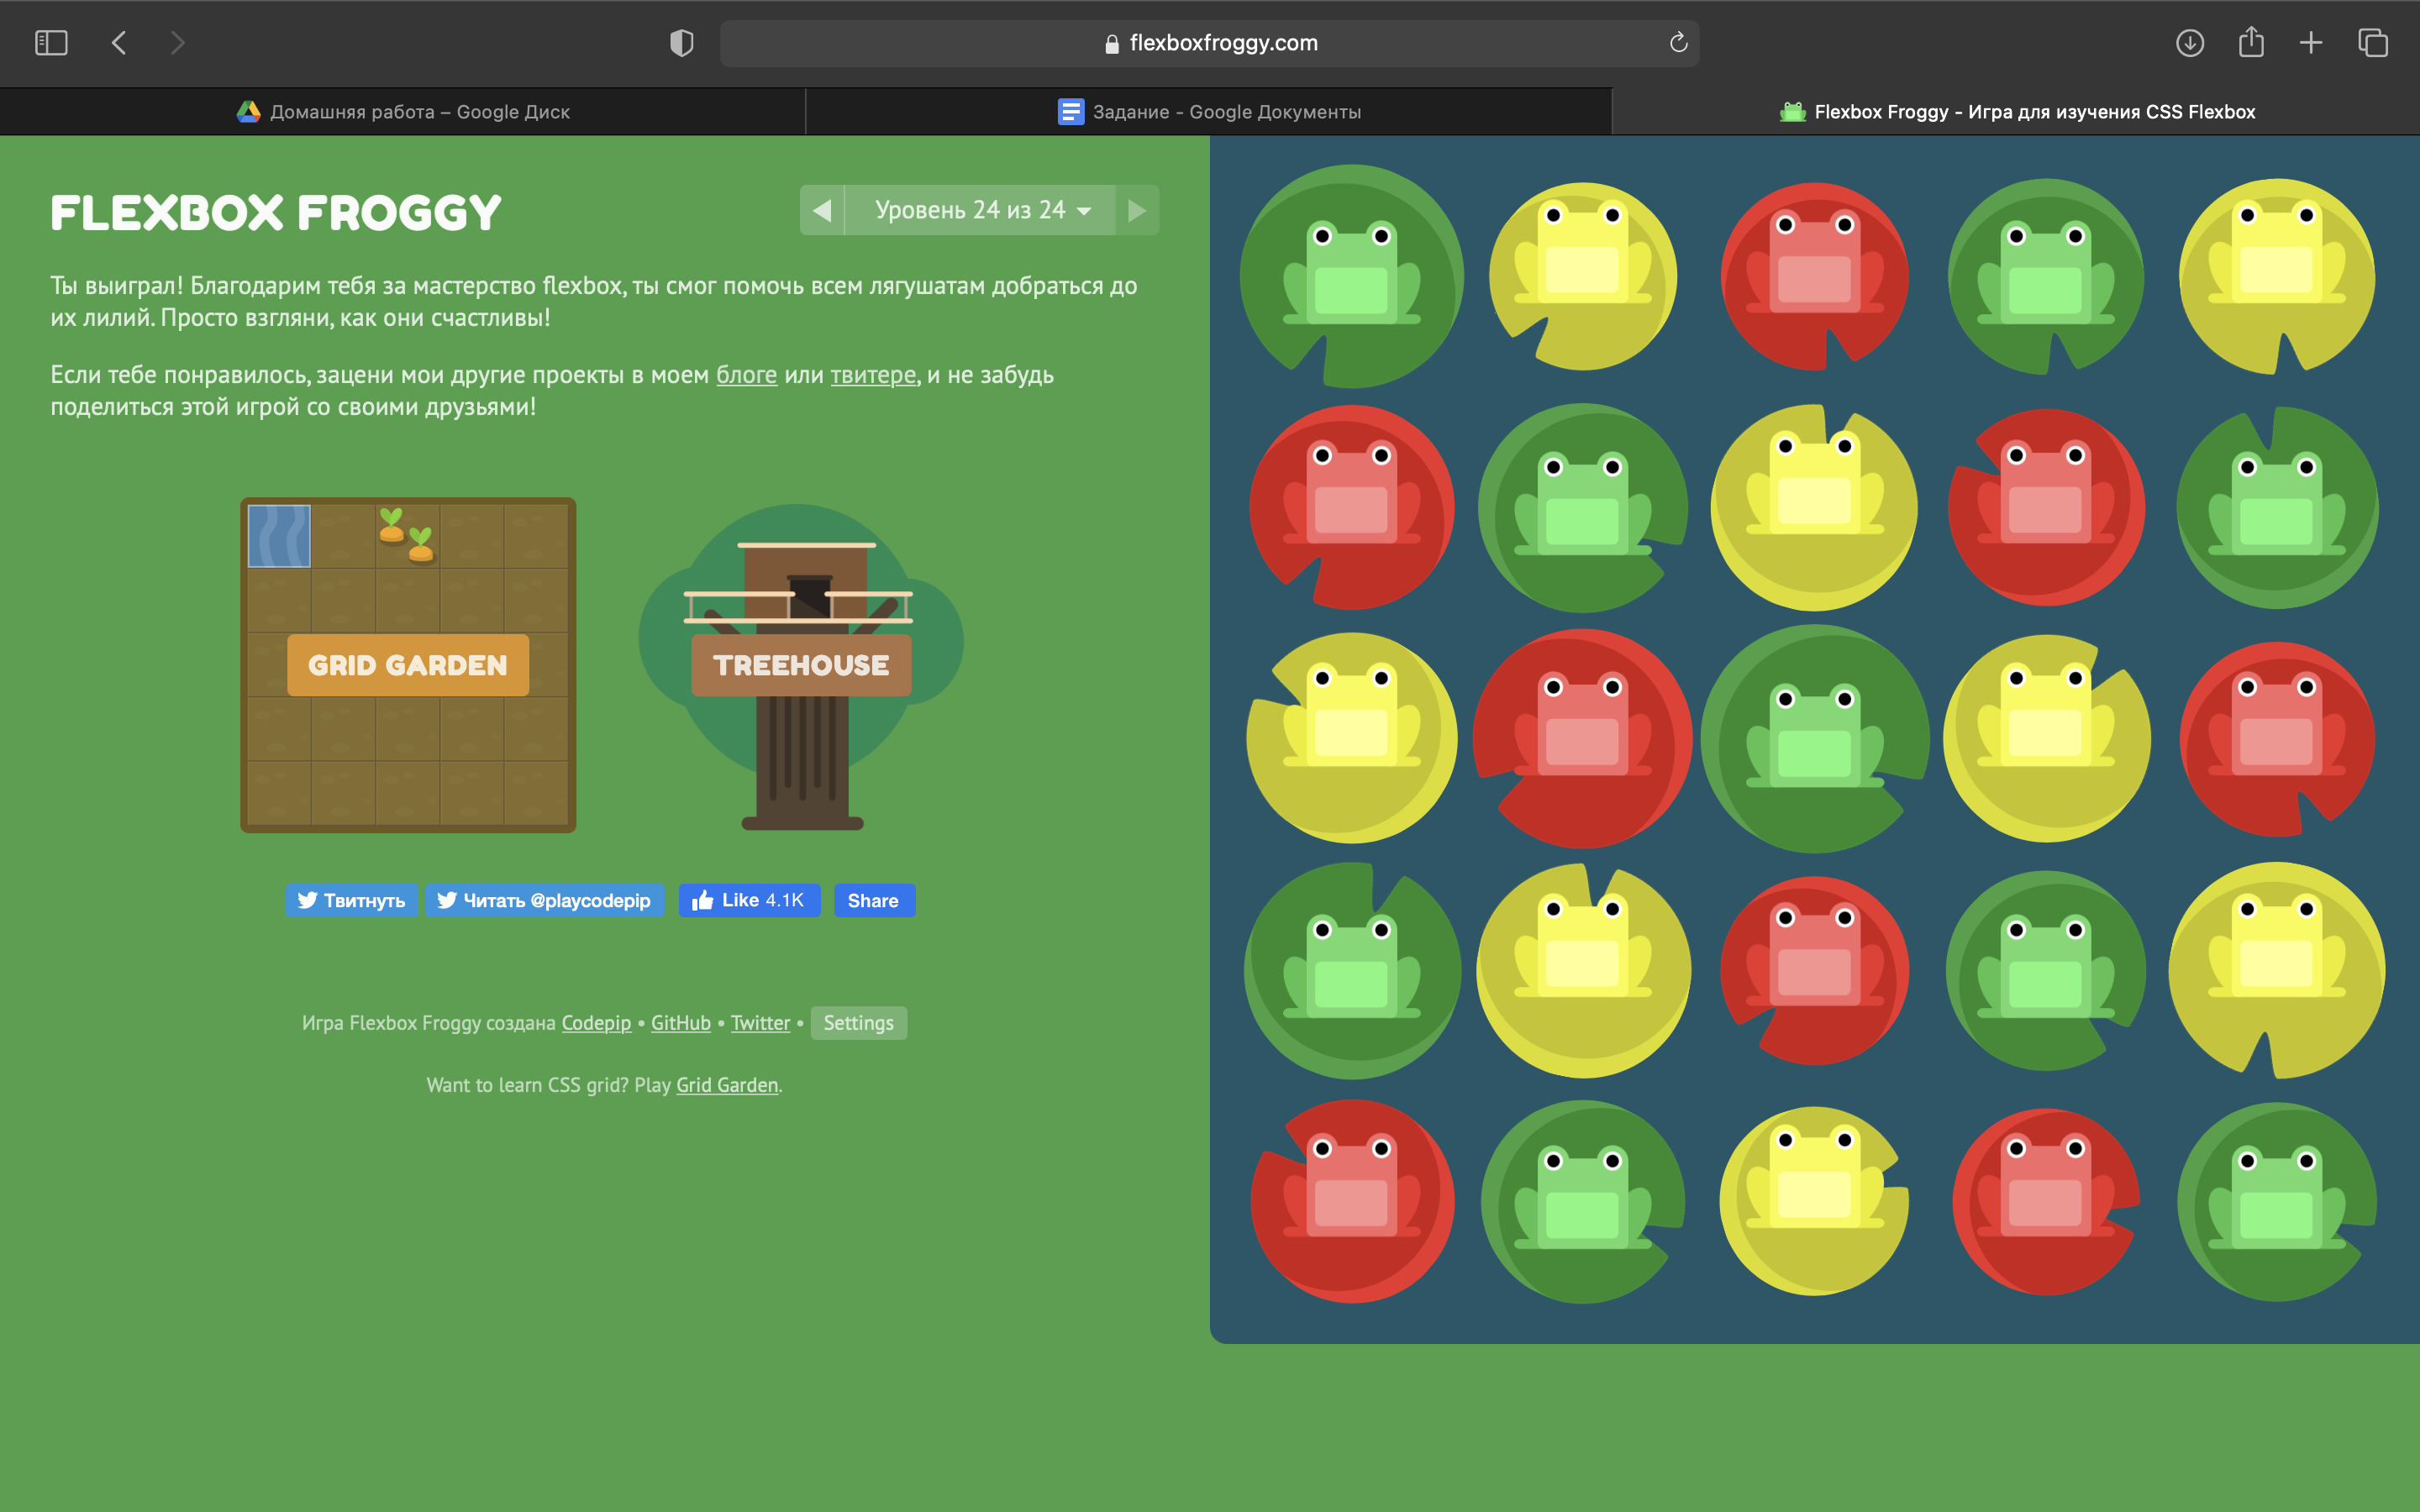 flexboxfroggy.com
Домашняя работа – Google Диск
Задание - Google Документы
Flexbox Froggy - Игра для изучения CSS Flexbox
FLEXBOX FROGGY
Уровень 24 из 24
Ты выиграл! Благодарим тебя за мастерство flexbox, ты смог помочь всем лягушатам добраться до
их лилий. Просто взгляни, как они счастливы!
Если тебе понравилось, зацени мои другие проекты в моем блоге или твитере, и не забудь
поделиться этой игрой со своими друзьями!
GRID GARDEN
TREEHOUSE
Твитнуть
Читать @playcodepip
Like 4.1K
Share
Игра Flexbox Froggy создана Codepip • GitHub • Twitter • Settings
Want to learn CSS grid? Play Grid Garden.